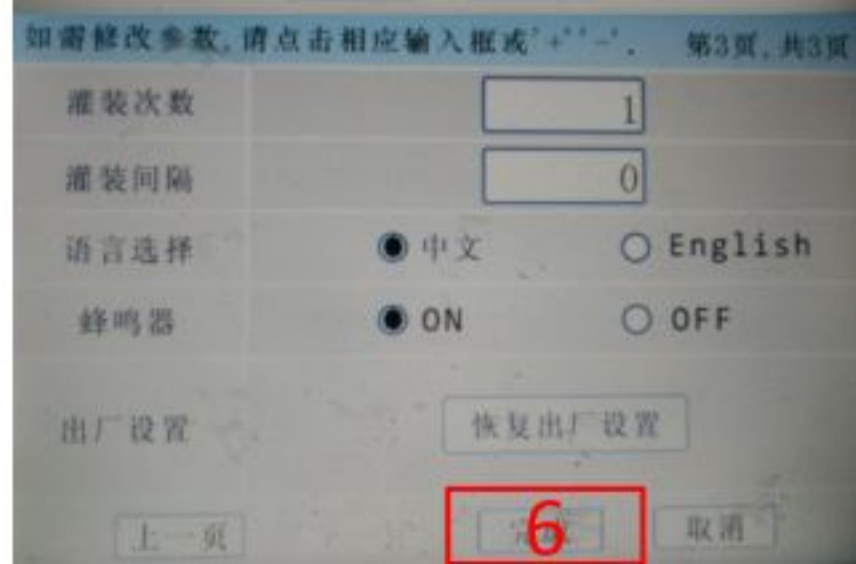 如需修改参数,请点击相应输入框或'+''-'. 第3页,共3页
灌装次数 1
灌装间隔 0
语言选择 中文 English
蜂鸣器 ON OFF
出厂设置 恢复出厂设置
上一页 6 取消